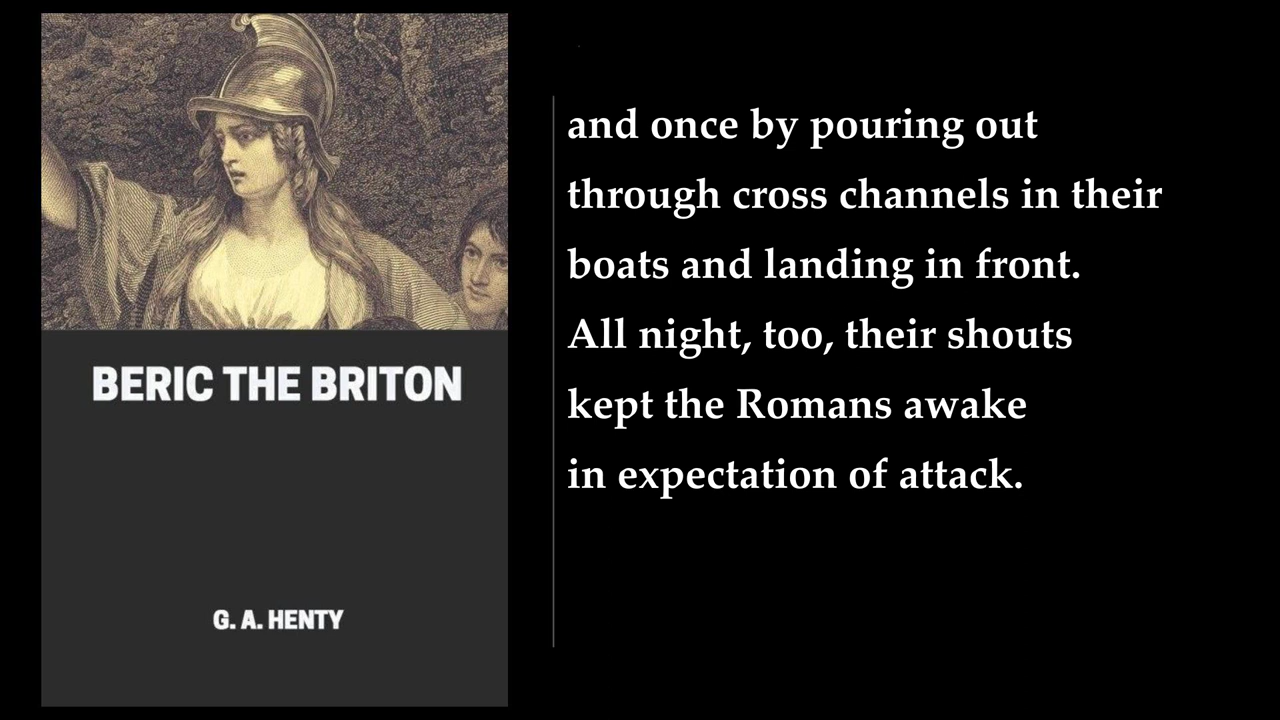 BERIC THE BRITON
G. A. HENTY
and once by pouring out
through cross channels in their
boats and landing in front.
All night, too, their shouts
kept the Romans awake
in expectation of attack.